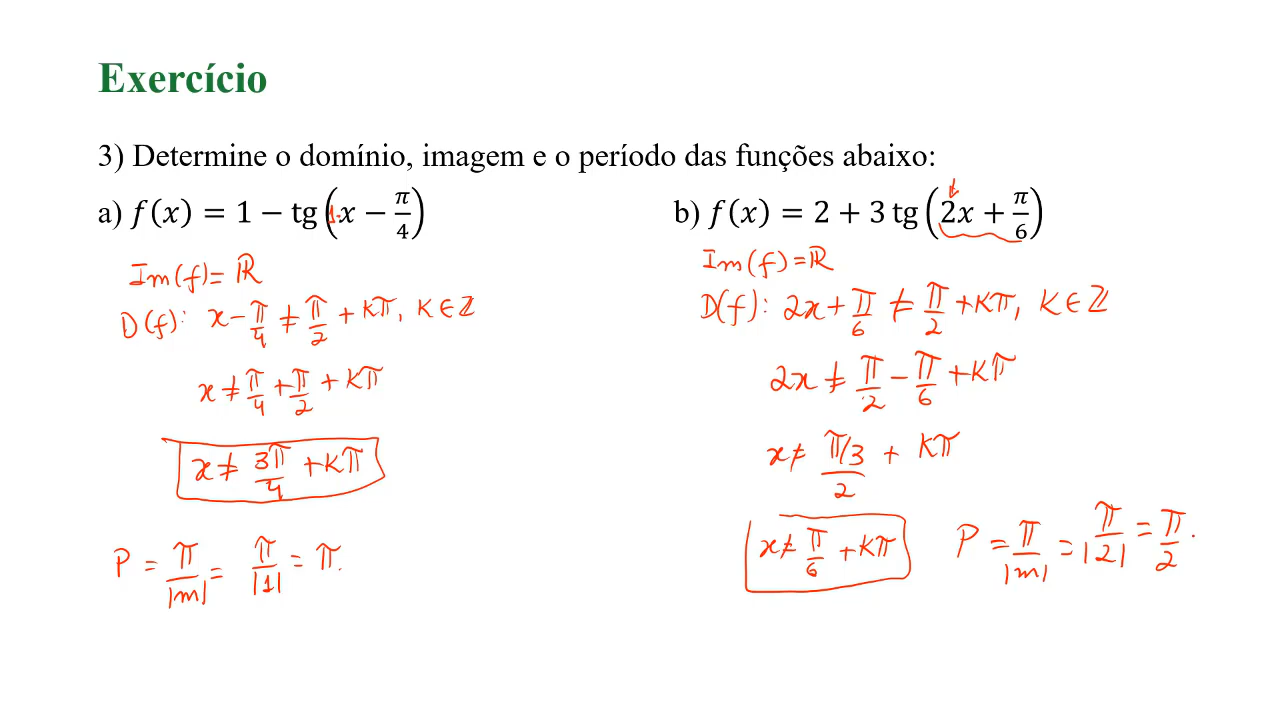 Exercício
3) Determine o domínio, imagem e o período das funções abaixo:
a) f(x) = 1 − tg (1·x − π/4)
Im(f) = ℝ
D(f): x − π/4 ≠ π/2 + Kπ, K ∈ ℤ
x ≠ π/4 + π/2 + Kπ
x ≠ 3π/4 + Kπ
P = π/|m| = π/|1| = π.
b) f(x) = 2 + 3 tg (2x + π/6)
Im(f) = ℝ
D(f): 2x + π/6 ≠ π/2 + Kπ, K ∈ ℤ
2x ≠ π/2 − π/6 + Kπ
x ≠ (π/3)/2 + Kπ
x ≠ π/6 + Kπ
P = π/|m| = π/|2| = π/2.